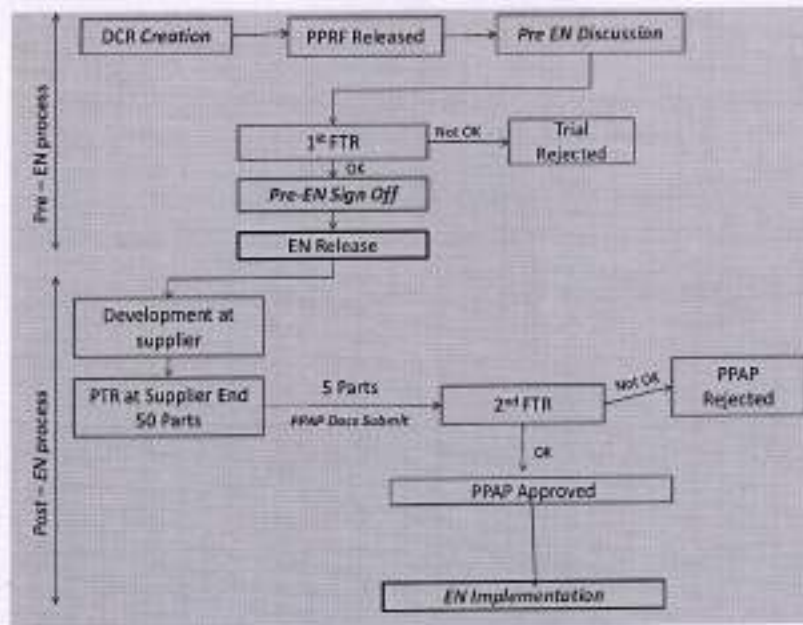 DCR Creation
PPRF Released
Pre EN Discussion
1st FTR
Not OK
Trial
Rejected
OK
Pre-EN Sign Off
EN Release
Pre – EN process
Development at
supplier
PTR at Supplier End
50 Parts
5 Parts
PPAP Docs Submit
2nd FTR
Not OK
PPAP
Rejected
OK
PPAP Approved
EN Implementation
Post – EN process